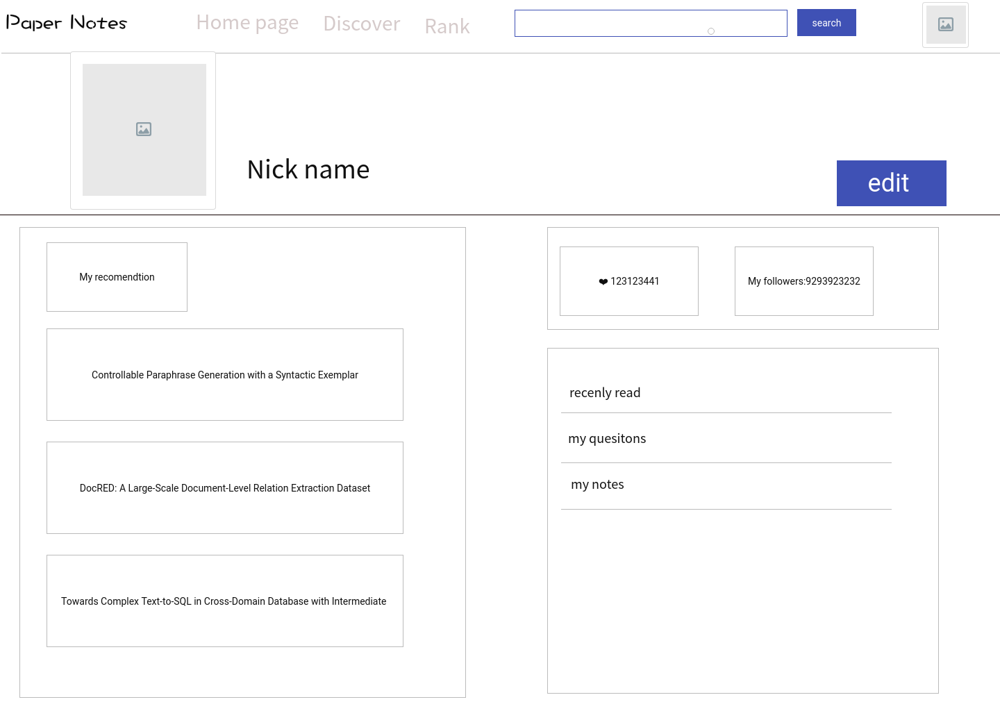 Paper Notes
Home page
Discover
Rank
search
Nick name
edit
My recomendtion
Controllable Paraphrase Generation with a Syntactic Exemplar
DocRED: A Large-Scale Document-Level Relation Extraction Dataset
Towards Complex Text-to-SQL in Cross-Domain Database with Intermediate
❤ 123123441
My followers:9293923232
recenly read
my quesitons
my notes